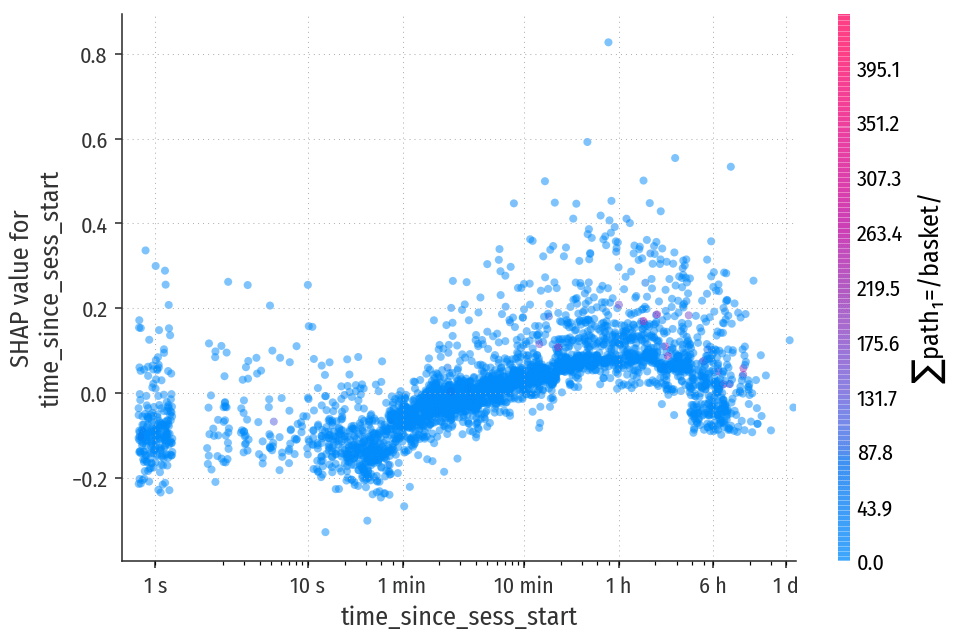 SHAP value for
time_since_sess_start
0.8
0.6
0.4
0.2
0.0
−0.2
1 s
10 s
1 min
10 min
1 h
6 h
1 d
time_since_sess_start
395.1
351.2
307.3
263.4
219.5
175.6
131.7
87.8
43.9
0.0
∑path₁=/basket/